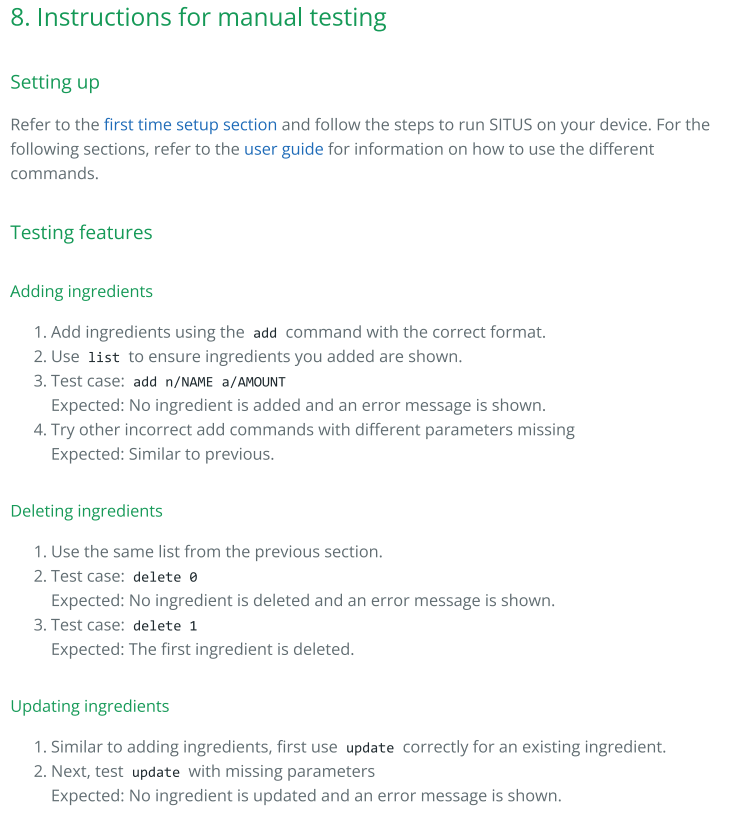 8. Instructions for manual testing
Setting up
Refer to the first time setup section and follow the steps to run SITUS on your device. For the
following sections, refer to the user guide for information on how to use the different
commands.
Testing features
Adding ingredients
1. Add ingredients using the add command with the correct format.
2. Use list to ensure ingredients you added are shown.
3. Test case: add n/NAME a/AMOUNT
Expected: No ingredient is added and an error message is shown.
4. Try other incorrect add commands with different parameters missing
Expected: Similar to previous.
Deleting ingredients
1. Use the same list from the previous section.
2. Test case: delete 0
Expected: No ingredient is deleted and an error message is shown.
3. Test case: delete 1
Expected: The first ingredient is deleted.
Updating ingredients
1. Similar to adding ingredients, first use update correctly for an existing ingredient.
2. Next, test update with missing parameters
Expected: No ingredient is updated and an error message is shown.